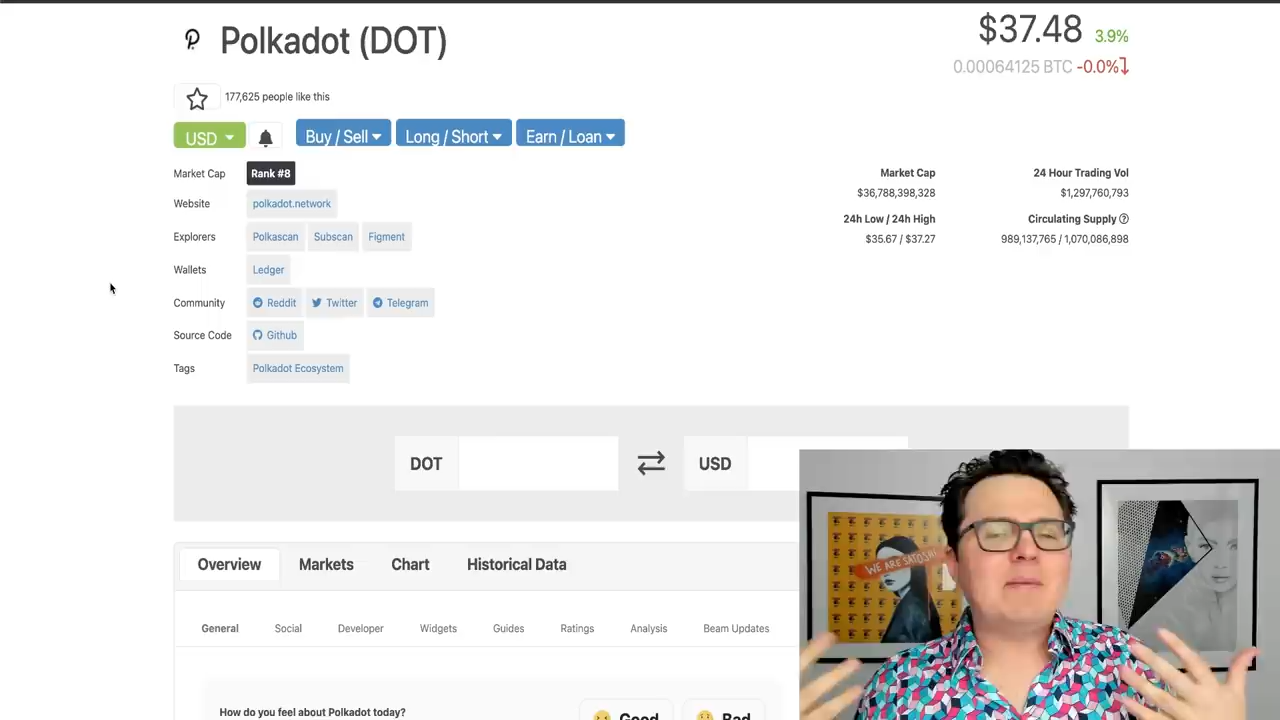 Polkadot (DOT)
$37.48 3.9%
0.00064125 BTC -0.0%
177,625 people like this
USD
Buy / Sell
Long / Short
Earn / Loan
Market Cap Rank #8
Website polkadot.network
Explorers Polkascan Subscan Figment
Wallets Ledger
Community Reddit Twitter Telegram
Source Code Github
Tags Polkadot Ecosystem
Market Cap
$36,788,398,328
24 Hour Trading Vol
$1,297,760,793
24h Low / 24h High
$35.67 / $37.27
Circulating Supply
989,137,765 / 1,070,086,898
DOT
USD
Overview Markets Chart Historical Data
General Social Developer Widgets Guides Ratings Analysis Beam Updates
How do you feel about Polkadot today?
Good
Bad
WE ARE SATOSHI